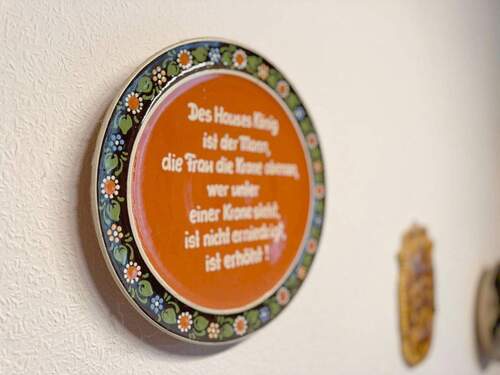 Des Hauses König
ist der Mann,
die Frau die Krone obenan,
wer unter
einer Krone steht,
ist nicht erniedrigt,
ist erhöht!